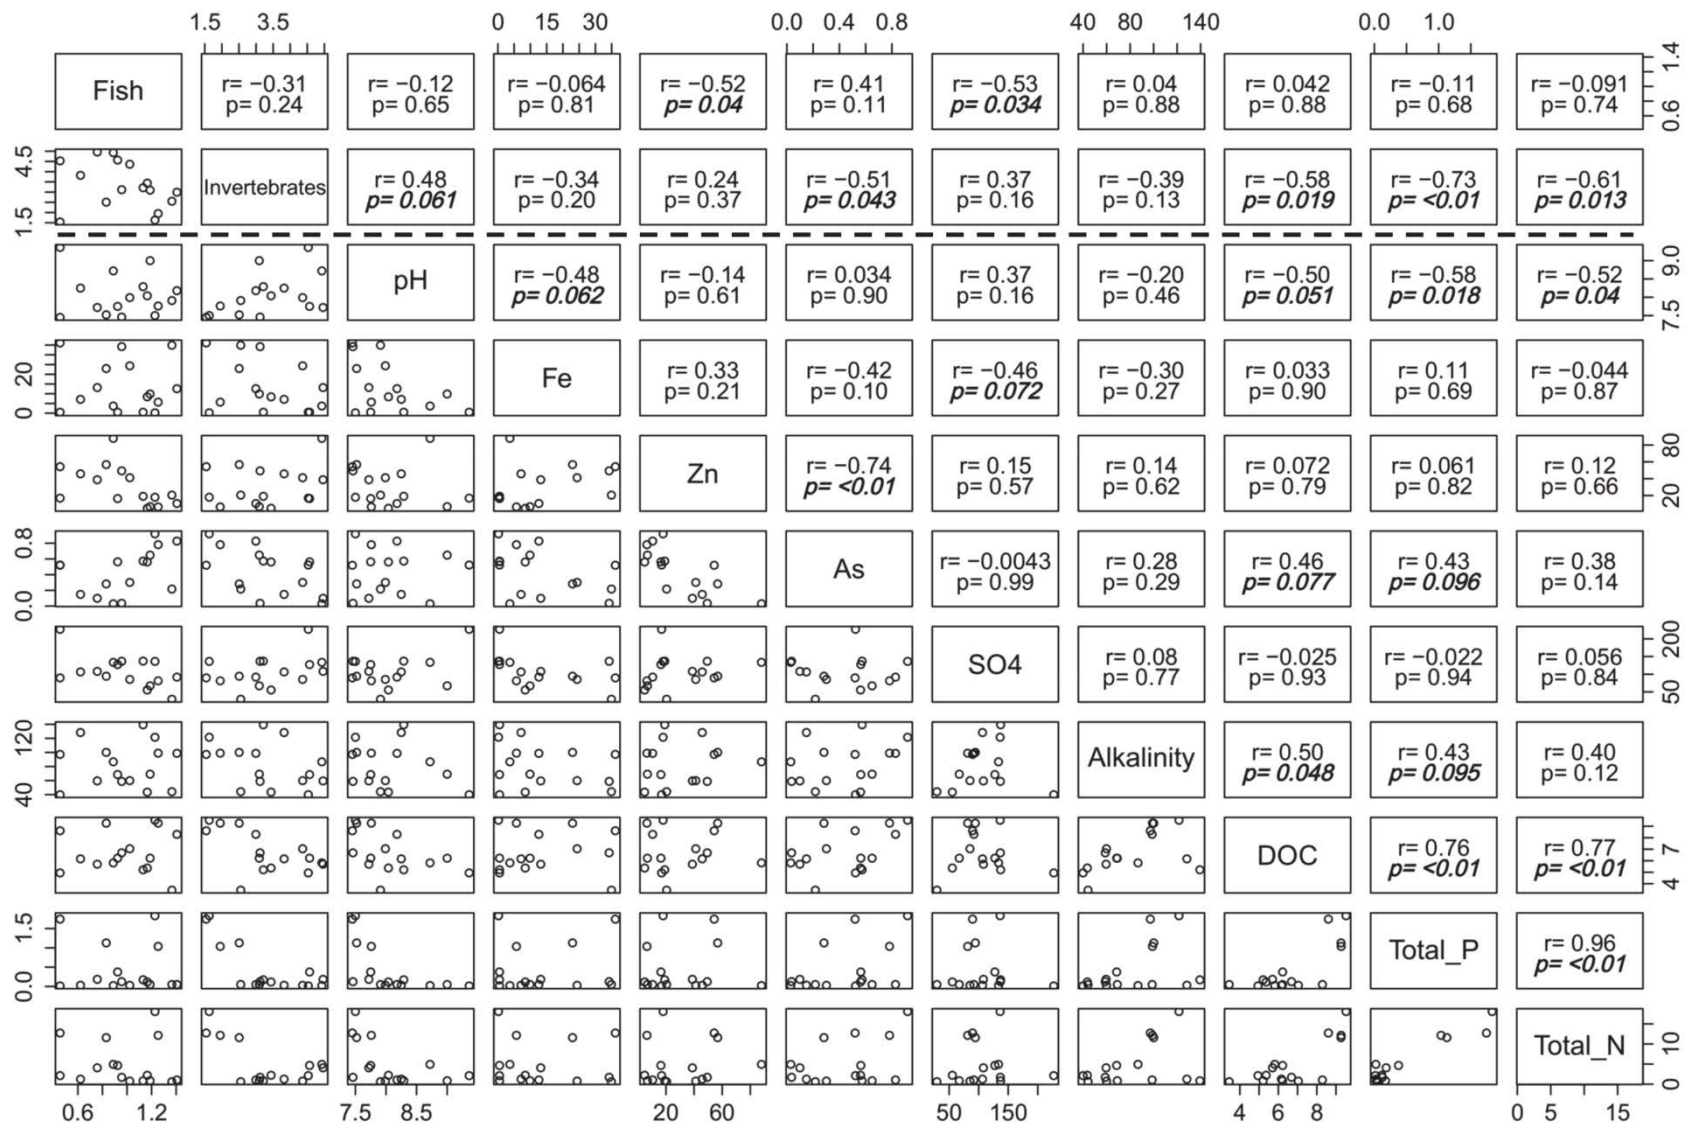 1.5 3.5 0 15 30 0.0 0.4 0.8 40 80 140 0.0 1.0
Fish r= −0.31 r= −0.12 r= −0.064 r= −0.52 r= 0.41 r= −0.53 r= 0.04 r= 0.042 r= −0.11 r= −0.091
p= 0.24 p= 0.65 p= 0.81 p= 0.04 p= 0.11 p= 0.034 p= 0.88 p= 0.88 p= 0.68 p= 0.74
0.6 1.4
1.5 4.5
Invertebrates r= 0.48 r= −0.34 r= 0.24 r= −0.51 r= 0.37 r= −0.39 r= −0.58 r= −0.73 r= −0.61
p= 0.061 p= 0.20 p= 0.37 p= 0.043 p= 0.16 p= 0.13 p= 0.019 p= <0.01 p= 0.013
pH r= −0.48 r= −0.14 r= 0.034 r= 0.37 r= −0.20 r= −0.50 r= −0.58 r= −0.52
p= 0.062 p= 0.61 p= 0.90 p= 0.16 p= 0.46 p= 0.051 p= 0.018 p= 0.04
7.5 9.0
0 20
Fe r= 0.33 r= −0.42 r= −0.46 r= −0.30 r= 0.033 r= 0.11 r= −0.044
p= 0.21 p= 0.10 p= 0.072 p= 0.27 p= 0.90 p= 0.69 p= 0.87
Zn r= −0.74 r= 0.15 r= 0.14 r= 0.072 r= 0.061 r= 0.12
p= <0.01 p= 0.57 p= 0.62 p= 0.79 p= 0.82 p= 0.66
20 80
0.0 0.8
As r= −0.0043 r= 0.28 r= 0.46 r= 0.43 r= 0.38
p= 0.99 p= 0.29 p= 0.077 p= 0.096 p= 0.14
SO4 r= 0.08 r= −0.025 r= −0.022 r= 0.056
p= 0.77 p= 0.93 p= 0.94 p= 0.84
50 200
40 120
Alkalinity r= 0.50 r= 0.43 r= 0.40
p= 0.048 p= 0.095 p= 0.12
DOC r= 0.76 r= 0.77
p= <0.01 p= <0.01
4 7
0.0 1.5
Total_P r= 0.96
p= <0.01
Total_N
0 10
0.6 1.2 7.5 8.5 20 60 50 150 4 6 8 0 5 15